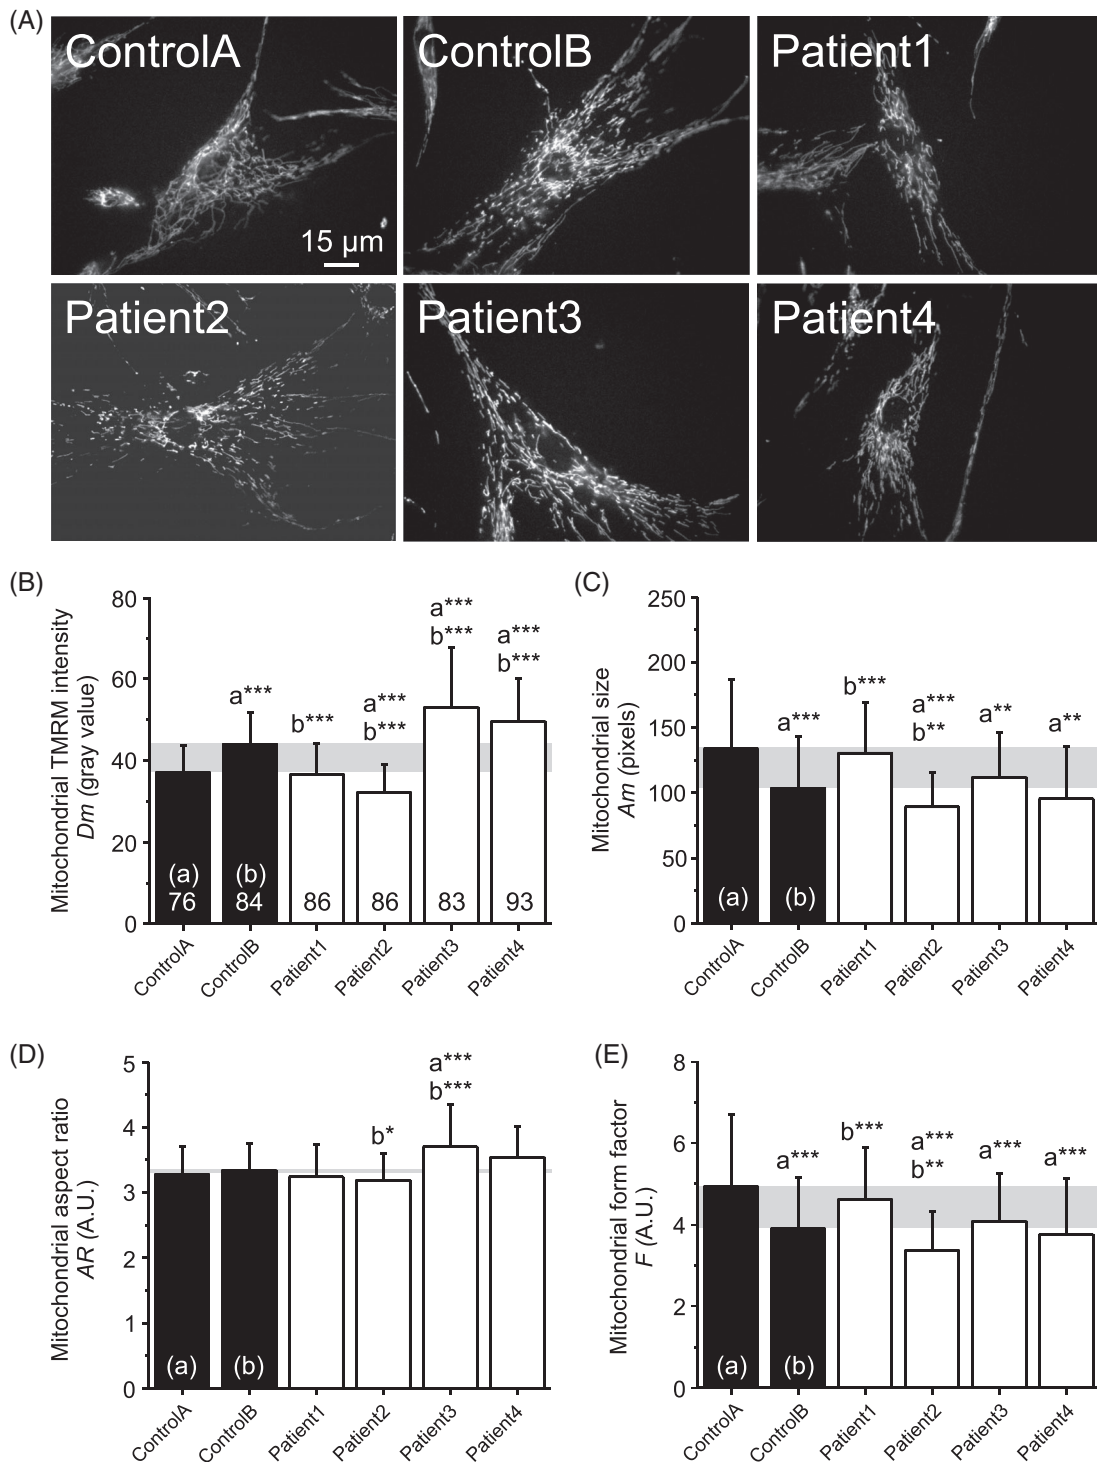 (A)
ControlA
ControlB
Patient1
15 µm
Patient2
Patient3
Patient4
(B)
Mitochondrial TMRM intensity
Dm (gray value)
80
60
40
20
0
a***
b***
a***
b***
a***
b***
a***
b***
(a)
76
(b)
84
86
86
83
93
ControlA
ControlB
Patient1
Patient2
Patient3
Patient4
(C)
Mitochondrial size
Am (pixels)
250
200
150
100
50
0
a***
b***
a***
b**
a**
a**
(a)
(b)
ControlA
ControlB
Patient1
Patient2
Patient3
Patient4
(D)
Mitochondrial aspect ratio
AR (A.U.)
5
4
3
2
1
0
b*
a***
b***
(a)
(b)
ControlA
ControlB
Patient1
Patient2
Patient3
Patient4
(E)
Mitochondrial form factor
F (A.U.)
8
6
4
2
0
a***
b***
a***
b**
a***
a***
(a)
(b)
ControlA
ControlB
Patient1
Patient2
Patient3
Patient4